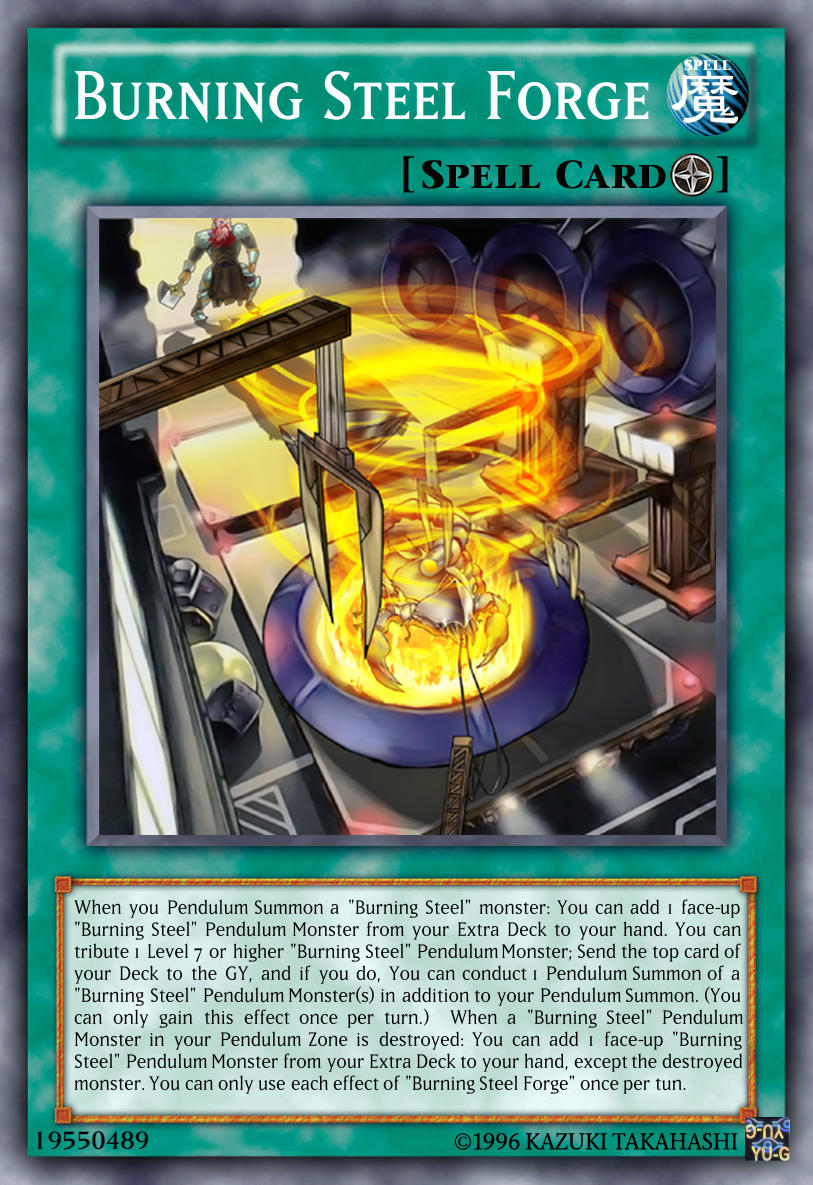 Burning Steel Forge
SPELL
魔
[Spell Card]
When you Pendulum Summon a "Burning Steel" monster: You can add 1 face-up
"Burning Steel" Pendulum Monster from your Extra Deck to your hand. You can
tribute 1 Level 7 or higher "Burning Steel" Pendulum Monster; Send the top card of
your Deck to the GY, and if you do, You can conduct 1 Pendulum Summon of a
"Burning Steel" Pendulum Monster(s) in addition to your Pendulum Summon. (You
can only gain this effect once per turn.) When a "Burning Steel" Pendulum
Monster in your Pendulum Zone is destroyed: You can add 1 face-up "Burning
Steel" Pendulum Monster from your Extra Deck to your hand, except the destroyed
monster. You can only use each effect of "Burning Steel Forge" once per tun.
19550489
©1996 KAZUKI TAKAHASHI
YU-G
YU-G